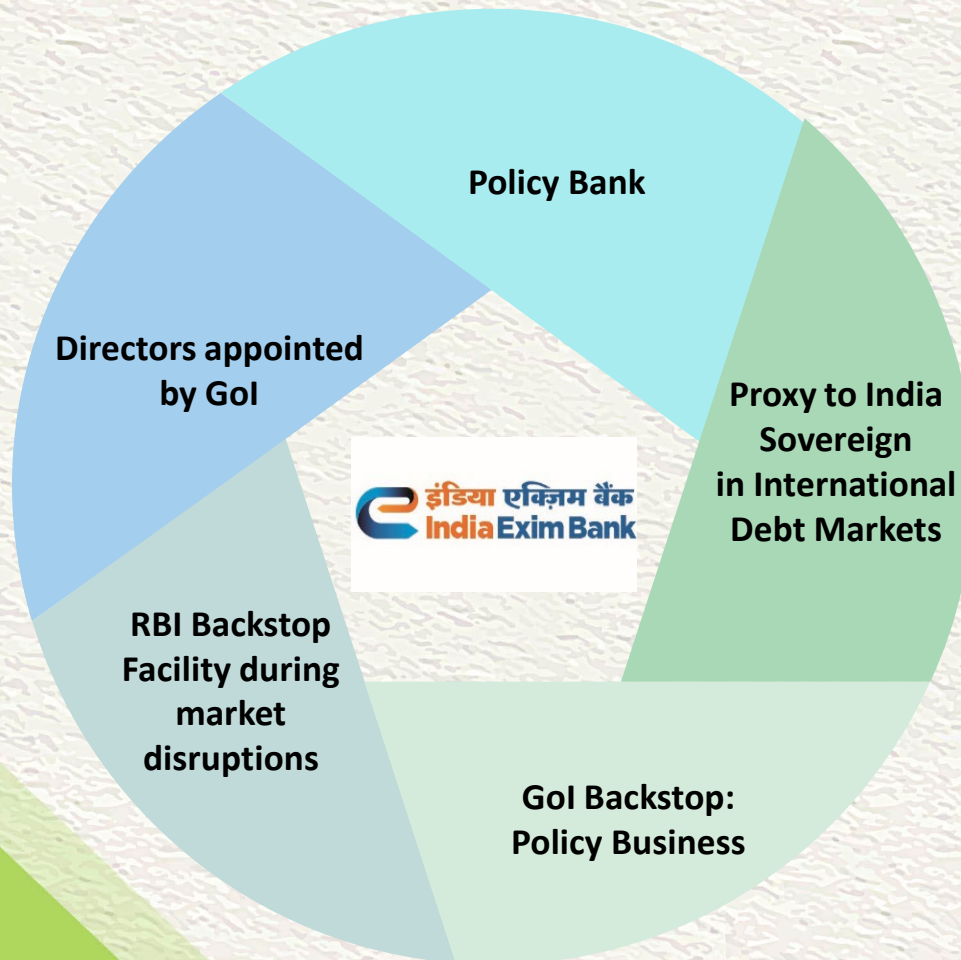 Policy Bank
Proxy to India
Sovereign
in International
Debt Markets
GoI Backstop:
Policy Business
RBI Backstop
Facility during
market
disruptions
Directors appointed
by GoI
इंडिया एक्ज़िम बैंक
India Exim Bank